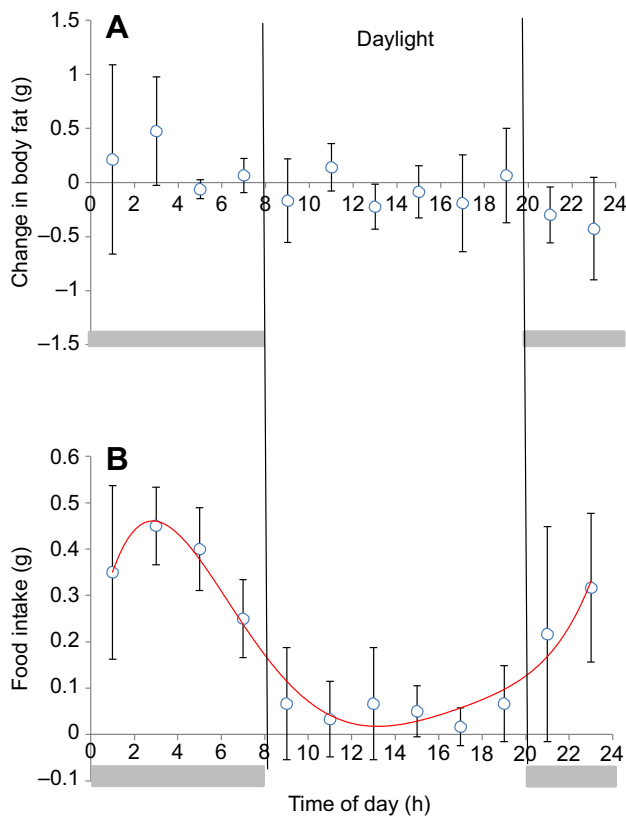 A
Daylight
Change in body fat (g)
1.5
1
0.5
0
–0.5
–1
–1.5
0 2 4 6 8 10 12 14 16 18 20 22 24
B
Food intake (g)
0.6
0.5
0.4
0.3
0.2
0.1
0
–0.1
0 2 4 6 8 10 12 14 16 18 20 22 24
Time of day (h)